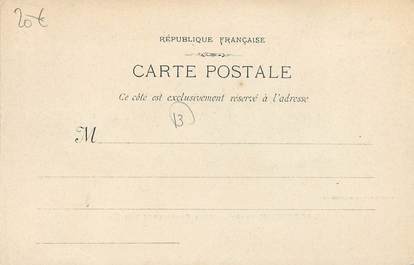 20€
RÉPUBLIQUE FRANÇAISE
CARTE POSTALE
Ce côté est exclusivement réservé à l'adresse
13
M